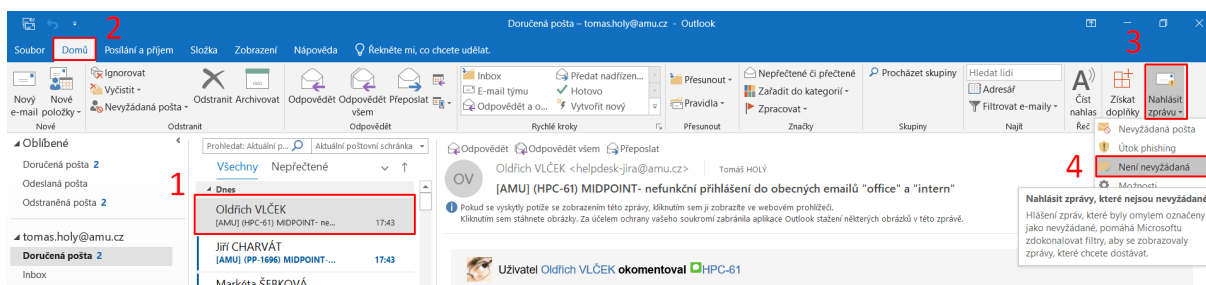 Doručená pošta – tomas.holy@amu.cz - Outlook
2
3
Soubor Domů Posílání a příjem Složka Zobrazení Nápověda Řekněte mi, co chcete udělat.
Nový e-mail
Nové položky
Ignorovat
Vyčistit
Nevyžádaná pošta
Odstranit Archivovat
Odpovědět
Odpovědět všem
Přeposlat
Inbox
E-mail týmu
Odpovědět a o...
Předat nadřízen...
Hotovo
Vytvořit nový
Přesunout
Pravidla
Nepřečtené či přečtené
Zařadit do kategorií
Zpracovat
Procházet skupiny
Hledat lidi
Adresář
Filtrovat e-maily
Číst nahlas
Získat doplňky
Nahlásit zprávu
Nové Odstranit Odpovědět Rychlé kroky Přesunout Značky Skupiny Najít Řeč
Nevyžádaná pošta
Útok phishing
4
Není nevyžádaná
Možnosti
Nahlásit zprávy, které nejsou nevyžádané
Hlášení zpráv, které byly omylem označeny
jako nevyžádané, pomáhá Microsoftu
zdokonalovat filtry, aby se zobrazovaly
zprávy, které chcete dostávat.
Oblíbené
Doručená pošta 2
Odeslaná pošta
Odstraněná pošta 2
tomas.holy@amu.cz
Doručená pošta 2
Inbox
Prohledat: Aktuální p... Aktuální poštovní schránka
Všechny Nepřečtené
1
Dnes
Oldřich VLČEK
[AMU] (HPC-61) MIDPOINT- ne... 17:43
Jiří CHARVÁT
[AMU] (PP-1696) MIDPOINT-... 17:43
Markéta ŠEBKOVÁ
Odpovědět Odpovědět všem Přeposlat
OV
Oldřich VLČEK <helpdesk-jira@amu.cz> Tomáš HOLÝ
[AMU] (HPC-61) MIDPOINT- nefunkční přihlášení do obecných emailů "office" a "intern"
Pokud se vyskytly potíže se zobrazením této zprávy, kliknutím sem ji zobrazíte ve webovém prohlížeči.
Kliknutím sem stáhnete obrázky. Za účelem ochrany vašeho soukromí zabránila aplikace Outlook stažení některých obrázků v této zprávě.
Uživatel Oldřich VLČEK okomentoval HPC-61